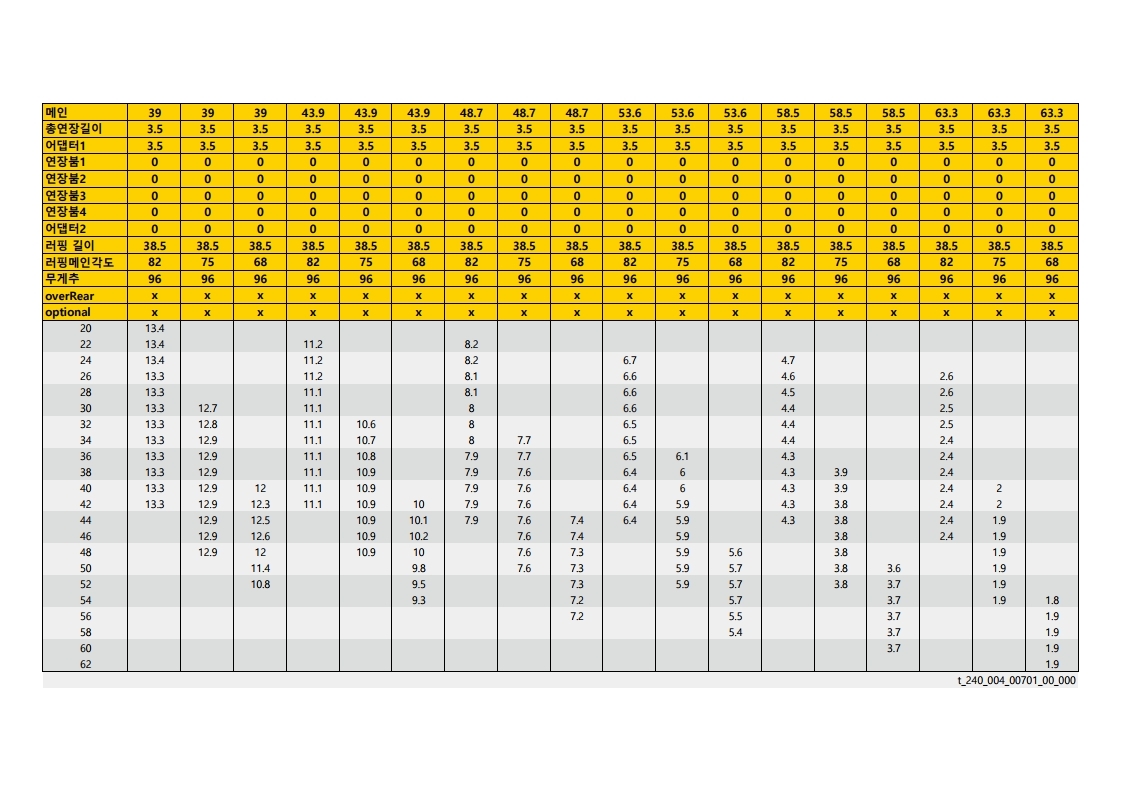 메인 39 39 39 43.9 43.9 43.9 48.7 48.7 48.7 53.6 53.6 53.6 58.5 58.5 58.5 63.3 63.3 63.3
총연장길이 3.5 3.5 3.5 3.5 3.5 3.5 3.5 3.5 3.5 3.5 3.5 3.5 3.5 3.5 3.5 3.5 3.5 3.5
어댑터1 3.5 3.5 3.5 3.5 3.5 3.5 3.5 3.5 3.5 3.5 3.5 3.5 3.5 3.5 3.5 3.5 3.5 3.5
연장붐1 0 0 0 0 0 0 0 0 0 0 0 0 0 0 0 0 0 0
연장붐2 0 0 0 0 0 0 0 0 0 0 0 0 0 0 0 0 0 0
연장붐3 0 0 0 0 0 0 0 0 0 0 0 0 0 0 0 0 0 0
연장붐4 0 0 0 0 0 0 0 0 0 0 0 0 0 0 0 0 0 0
어댑터2 0 0 0 0 0 0 0 0 0 0 0 0 0 0 0 0 0 0
러핑 길이 38.5 38.5 38.5 38.5 38.5 38.5 38.5 38.5 38.5 38.5 38.5 38.5 38.5 38.5 38.5 38.5 38.5 38.5
러핑메인각도 82 75 68 82 75 68 82 75 68 82 75 68 82 75 68 82 75 68
무게추 96 96 96 96 96 96 96 96 96 96 96 96 96 96 96 96 96 96
overRear x x x x x x x x x x x x x x x x x x
optional x x x x x x x x x x x x x x x x x x
20 13.4
22 13.4 11.2 8.2
24 13.4 11.2 8.2 6.7 4.7
26 13.3 11.2 8.1 6.6 4.6 2.6
28 13.3 11.1 8.1 6.6 4.5 2.6
30 13.3 12.7 11.1 8 6.6 4.4 2.5
32 13.3 12.8 11.1 10.6 8 6.5 4.4 2.5
34 13.3 12.9 11.1 10.7 8 7.7 6.5 4.4 2.4
36 13.3 12.9 11.1 10.8 7.9 7.7 6.5 6.1 4.3 2.4
38 13.3 12.9 11.1 10.9 7.9 7.6 6.4 6 4.3 3.9 2.4
40 13.3 12.9 12 11.1 10.9 7.9 7.6 6.4 6 4.3 3.9 2.4 2
42 13.3 12.9 12.3 11.1 10.9 10 7.9 7.6 6.4 5.9 4.3 3.8 2.4 2
44 12.9 12.5 10.9 10.1 7.9 7.6 7.4 6.4 5.9 4.3 3.8 2.4 1.9
46 12.9 12.6 10.9 10.2 7.6 7.4 5.9 3.8 2.4 1.9
48 12.9 12 10.9 10 7.6 7.3 5.9 5.6 3.8 1.9
50 11.4 9.8 7.6 7.3 5.9 5.7 3.8 3.6 1.9
52 10.8 9.5 7.3 5.9 5.7 3.8 3.7 1.9
54 9.3 7.2 5.7 3.7 1.9 1.8
56 7.2 5.5 3.7 1.9
58 5.4 3.7 1.9
60 3.7 1.9
62 1.9
t_240_004_00701_00_000